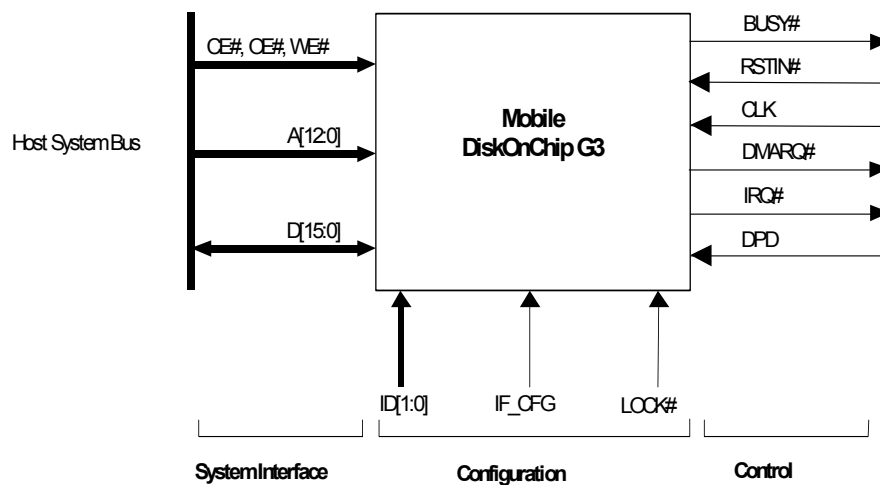 CE#, OE#, WE#
BUSY#
RSTIN#
CLK
Mobile
DiskOnChip G3
Host System Bus
A[12:0]
DMARQ#
IRQ#
D[15:0]
DPD
ID[1:0]
IF_CFG
LOCK#
System Interface
Configuration
Control